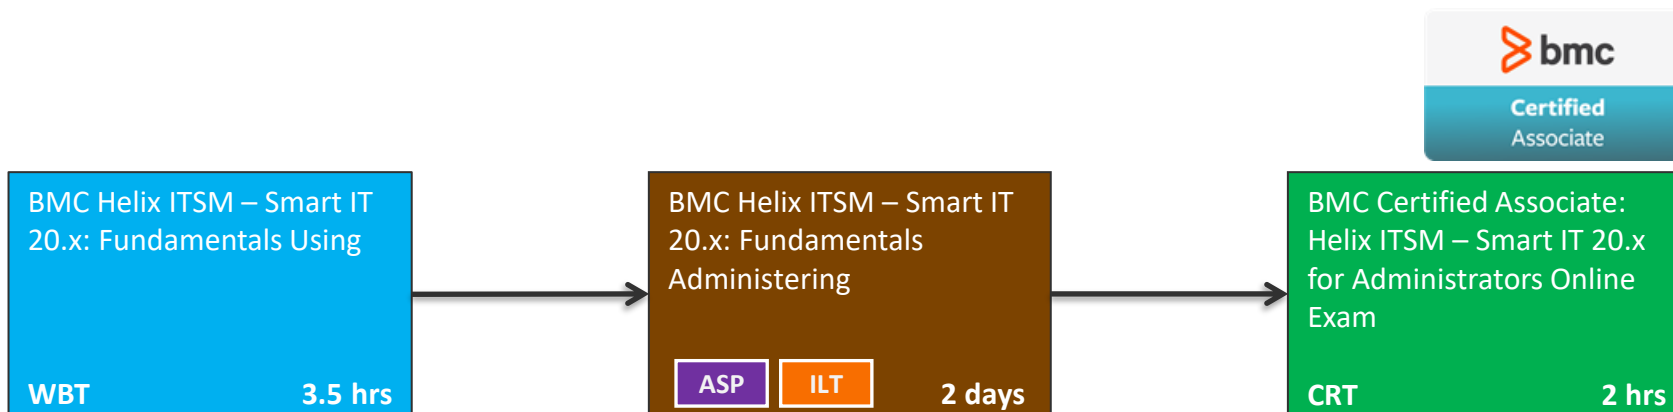 bmc
Certified
Associate
BMC Helix ITSM – Smart IT
20.x: Fundamentals Using
WBT 3.5 hrs
BMC Helix ITSM – Smart IT
20.x: Fundamentals
Administering
ASP ILT 2 days
BMC Certified Associate:
Helix ITSM – Smart IT 20.x
for Administrators Online
Exam
CRT 2 hrs